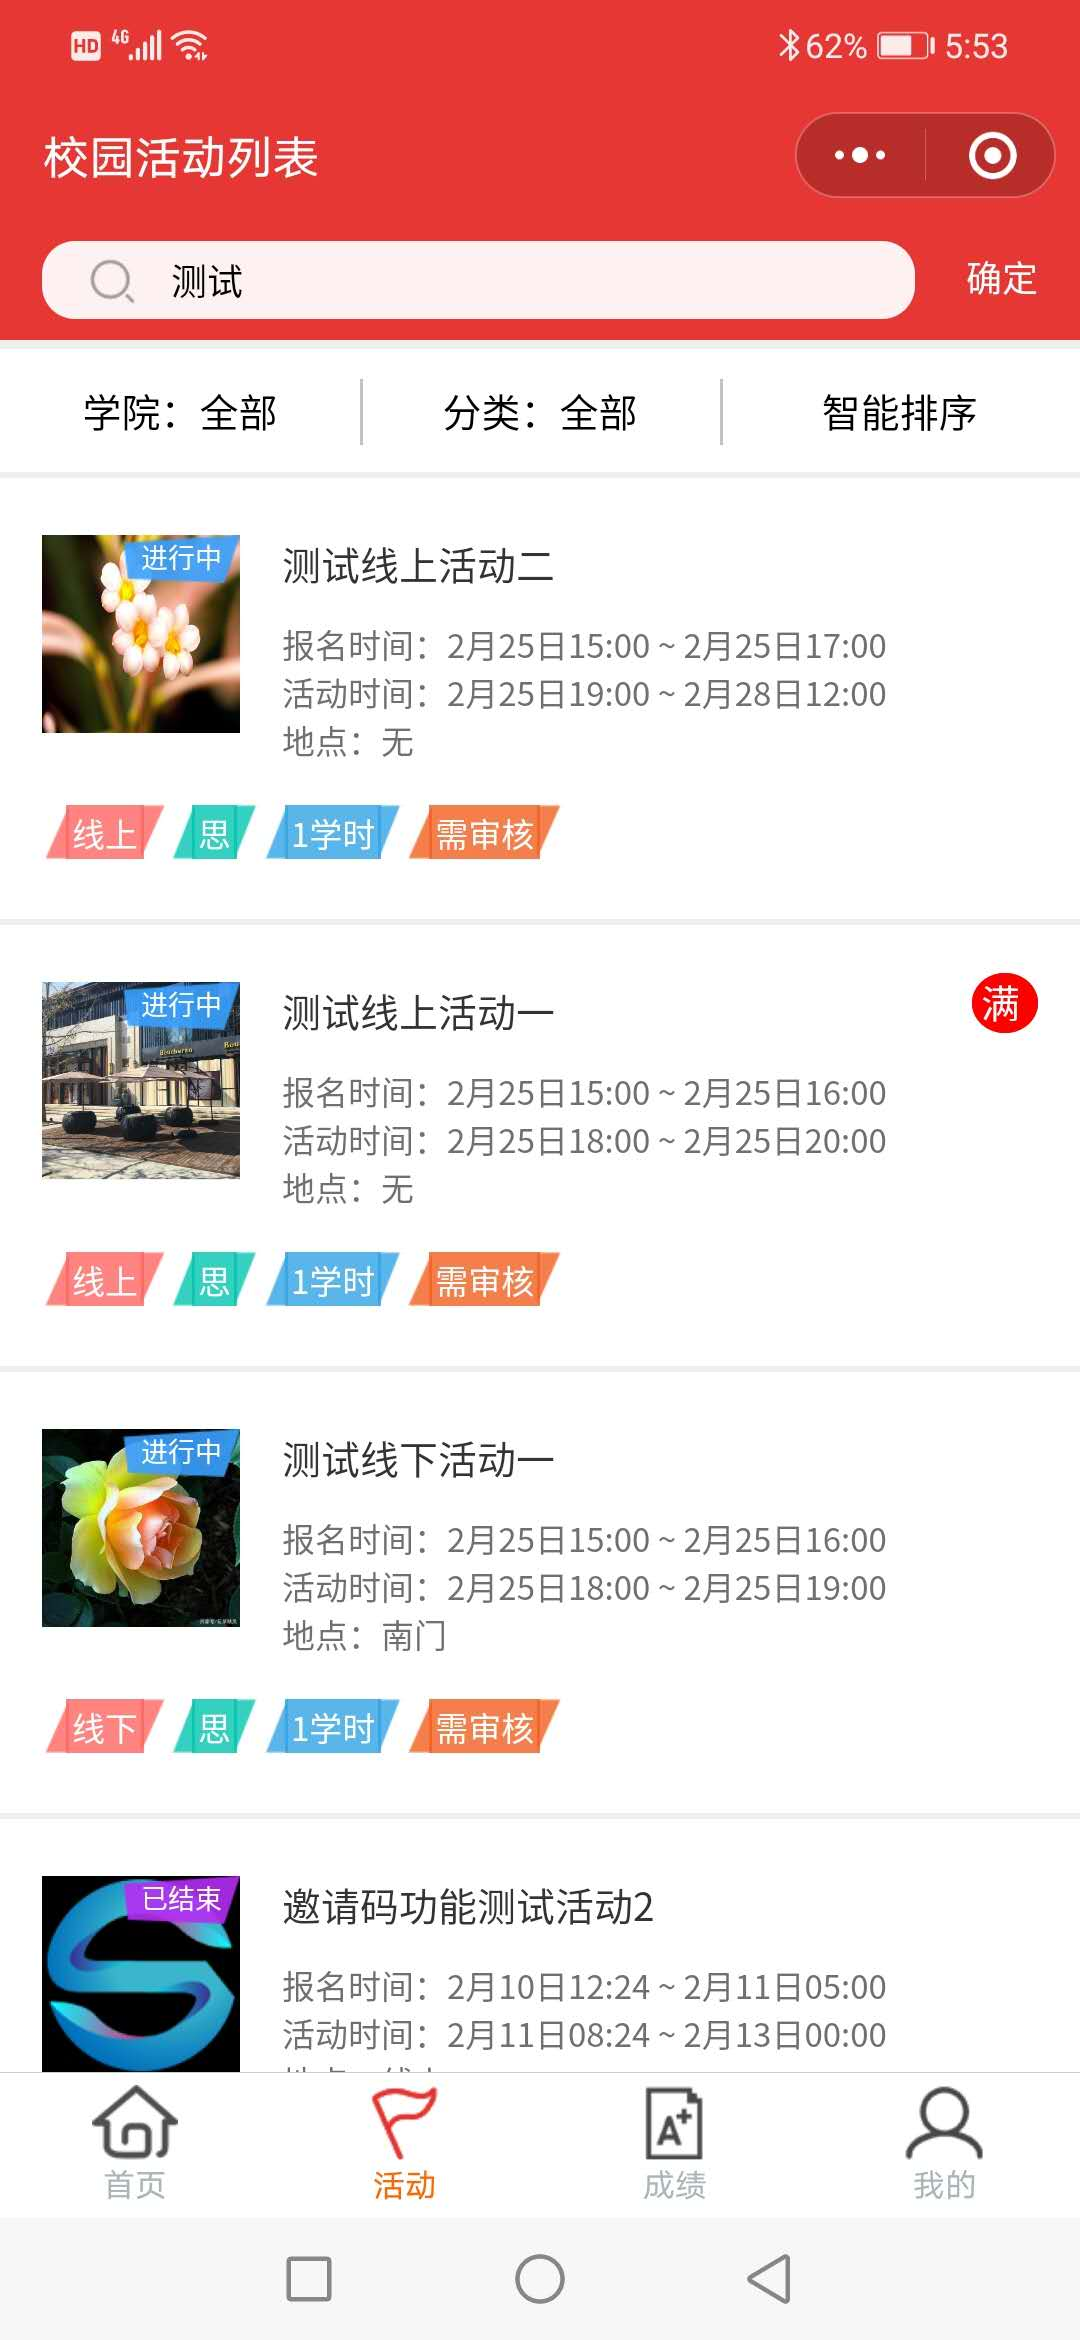 HD 4G 62% 5:53
校园活动列表
测试 确定
学院：全部 分类：全部 智能排序
进行中
测试线上活动二
报名时间：2月25日15:00 ~ 2月25日17:00
活动时间：2月25日19:00 ~ 2月28日12:00
地点：无
线上 思 1学时 需审核
进行中
测试线上活动一
满
报名时间：2月25日15:00 ~ 2月25日16:00
活动时间：2月25日18:00 ~ 2月25日20:00
地点：无
线上 思 1学时 需审核
进行中
测试线下活动一
报名时间：2月25日15:00 ~ 2月25日16:00
活动时间：2月25日18:00 ~ 2月25日19:00
地点：南门
线下 思 1学时 需审核
已结束
邀请码功能测试活动2
报名时间：2月10日12:24 ~ 2月11日05:00
活动时间：2月11日08:24 ~ 2月13日00:00
A+
首页 活动 成绩 我的